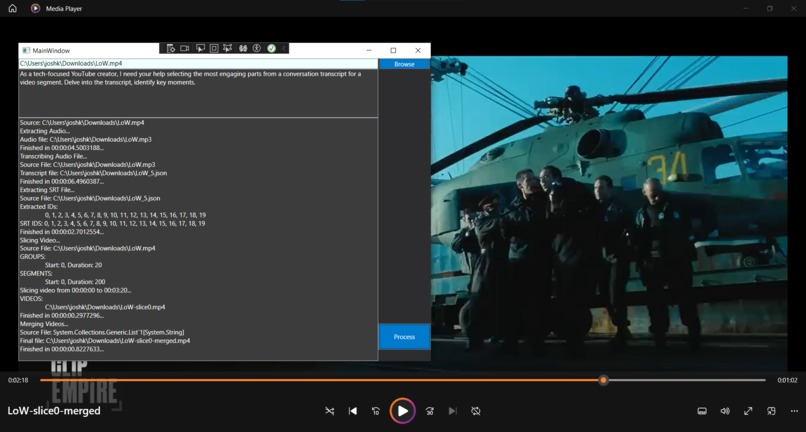 Media Player
MainWindow
C:\Users\joshk\Downloads\LoW.mp4
Browse
As a tech-focused YouTube creator, I need your help selecting the most engaging parts from a conversation transcript for a
video segment. Delve into the transcript, identify key moments.
Source: C:\Users\joshk\Downloads\LoW.mp4
Extracting Audio...
Audio file: C:\Users\joshk\Downloads\LoW.mp3
Finished in 00:00:04.5003188...
Transcribing Audio File...
Source File: C:\Users\joshk\Downloads\LoW.mp3
Transcript file: C:\Users\joshk\Downloads\LoW_5.json
Finished in 00:00:06.4960387...
Extracting SRT File...
Source File: C:\Users\joshk\Downloads\LoW_5.json
Extracted IDs:
0, 1, 2, 3, 4, 5, 6, 7, 8, 9, 10, 11, 12, 13, 14, 15, 16, 17, 18, 19
SRT IDS: 0, 1, 2, 3, 4, 5, 6, 7, 8, 9, 10, 11, 12, 13, 14, 15, 16, 17, 18, 19
Finished in 00:00:02.7012554...
Slicing Video...
Source File: C:\Users\joshk\Downloads\LoW.mp4
GROUPS:
Start: 0, Duration: 20
SEGMENTS:
Start: 0, Duration: 200
Slicing video from 00:00:00 to 00:03:20...
VIDEOS:
C:\Users\joshk\Downloads\LoW-slice0.mp4
Finished in 00:00:00.2977296...
Merging Videos...
Source File: System.Collections.Generic.List`1[System.String]
Final file: C:\Users\joshk\Downloads\LoW-slice0-merged.mp4
Finished in 00:00:00.8227633...
Process
34
CLIP
EMPIRE
0:02:18
0:01:02
LoW-slice0-merged
10
30